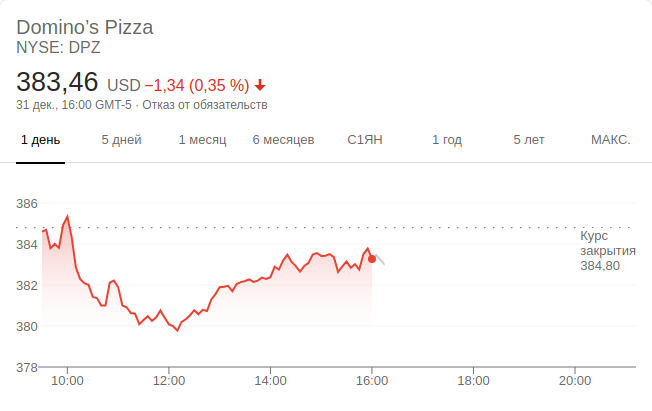 Domino’s Pizza
NYSE: DPZ
383,46 USD −1,34 (0,35 %)
31 дек., 16:00 GMT-5 · Отказ от обязательств
1 день 5 дней 1 месяц 6 месяцев С1ЯН 1 год 5 лет МАКС.
386
384
382
380
378
Курс
закрытия
384,80
10:00 12:00 14:00 16:00 18:00 20:00